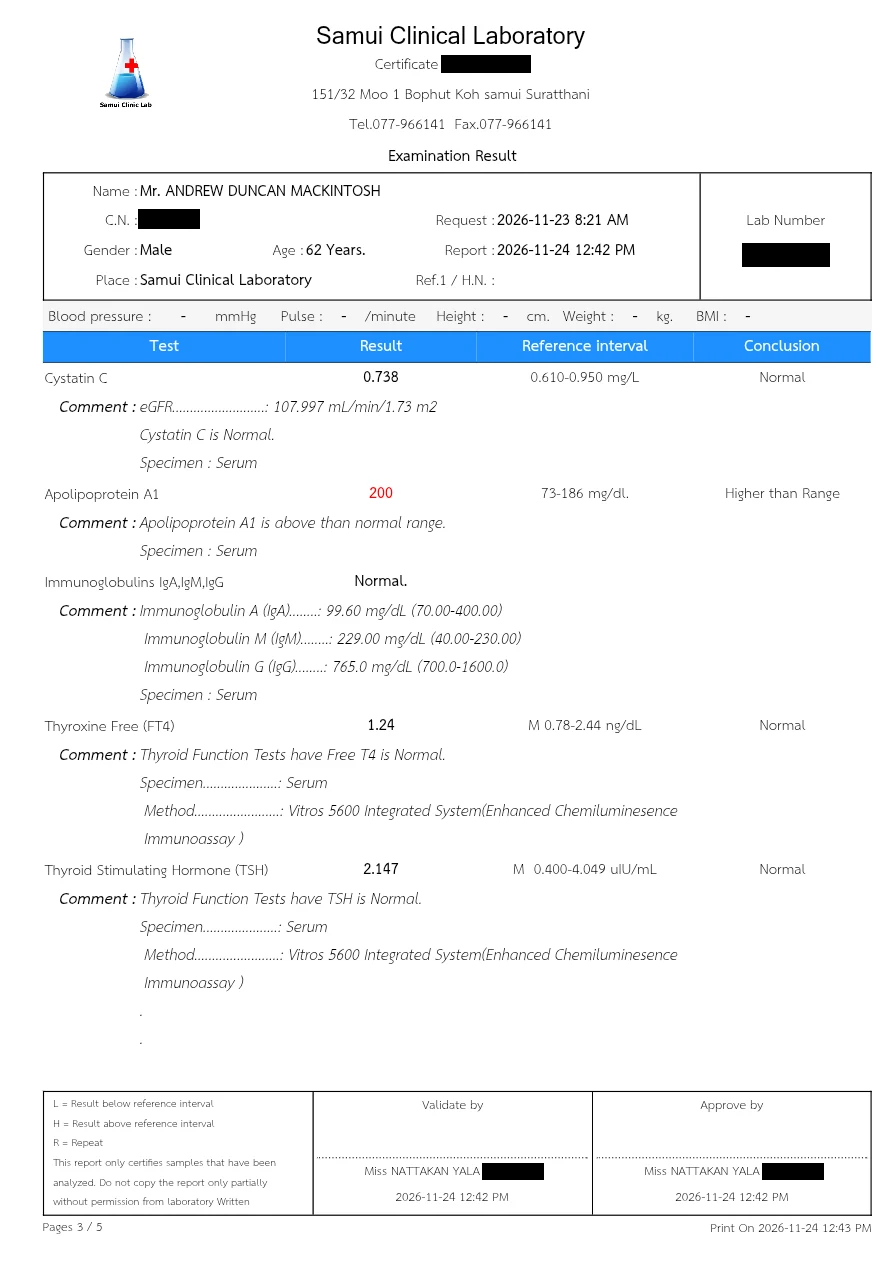 Samui Clinical Laboratory
Certificate
Samui Clinic Lab
151/32 Moo 1 Bophut Koh samui Suratthani
Tel.077-966141 Fax.077-966141
Examination Result
Name : Mr. ANDREW DUNCAN MACKINTOSH
C.N. : Request : 2026-11-23 8:21 AM Lab Number
Gender : Male Age : 62 Years. Report : 2026-11-24 12:42 PM
Place : Samui Clinical Laboratory Ref.1 / H.N. :
Blood pressure : - mmHg Pulse : - /minute Height : - cm. Weight : - kg. BMI : -
Test Result Reference interval Conclusion
Cystatin C 0.738 0.610-0.950 mg/L Normal
Comment : eGFR..........................: 107.997 mL/min/1.73 m2
Cystatin C is Normal.
Specimen : Serum
Apolipoprotein A1 200 73-186 mg/dl. Higher than Range
Comment : Apolipoprotein A1 is above than normal range.
Specimen : Serum
Immunoglobulins IgA,IgM,IgG Normal.
Comment : Immunoglobulin A (IgA)........: 99.60 mg/dL (70.00-400.00)
Immunoglobulin M (IgM)........: 229.00 mg/dL (40.00-230.00)
Immunoglobulin G (IgG)........: 765.0 mg/dL (700.0-1600.0)
Specimen : Serum
Thyroxine Free (FT4) 1.24 M 0.78-2.44 ng/dL Normal
Comment : Thyroid Function Tests have Free T4 is Normal.
Specimen.....................: Serum
Method........................: Vitros 5600 Integrated System(Enhanced Chemiluminesence
Immunoassay )
Thyroid Stimulating Hormone (TSH) 2.147 M 0.400-4.049 uIU/mL Normal
Comment : Thyroid Function Tests have TSH is Normal.
Specimen.....................: Serum
Method........................: Vitros 5600 Integrated System(Enhanced Chemiluminesence
Immunoassay )
.
.
L = Result below reference interval
H = Result above reference interval
R = Repeat
This report only certifies samples that have been
analyzed. Do not copy the report only partially
without permission from laboratory Written
Validate by
Miss NATTAKAN YALA
2026-11-24 12:42 PM
Approve by
Miss NATTAKAN YALA
2026-11-24 12:42 PM
Pages 3 / 5 Print On 2026-11-24 12:43 PM